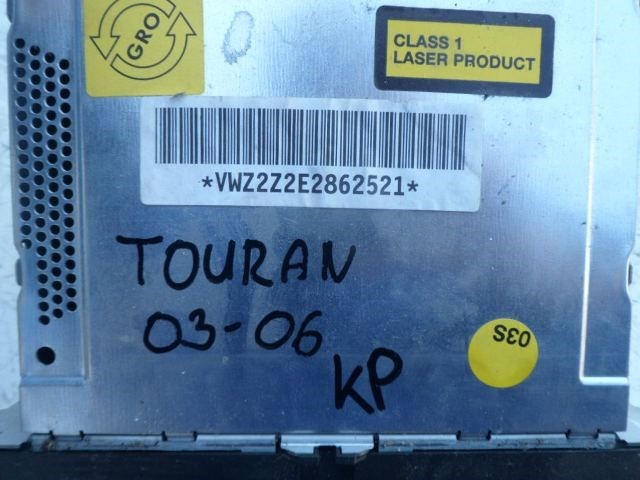 GRO
CLASS 1
LASER PRODUCT
*VWZ2Z2E2862521*
TOURAN
03-06
KP
03S